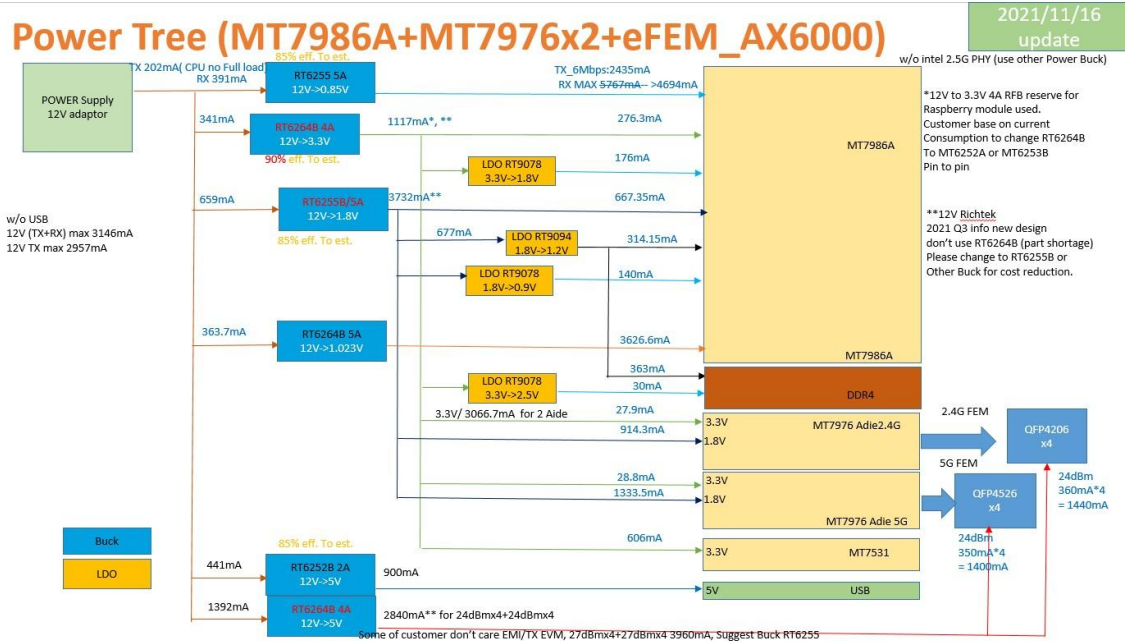 Power Tree (MT7986A+MT7976x2+eFEM_AX6000)
2021/11/16
update
w/o intel 2.5G PHY (use other Power Buck)
85% eff. To est.
TX 202mA( CPU no Full load)
RX 391mA
POWER Supply
12V adaptor
RT6255 5A
12V->0.85V
TX_6Mbps:2435mA
RX MAX 5767mA-- >4694mA
341mA
RT6264B 4A
12V->3.3V
1117mA*, **
276.3mA
90% eff. To est.
MT7986A
*12V to 3.3V 4A RFB reserve for
Raspberry module used.
Customer base on current
Consumption to change RT6264B
To MT6252A or MT6253B
Pin to pin
LDO RT9078
3.3V->1.8V
176mA
659mA
RT6255B/5A
12V->1.8V
3732mA**
667.35mA
85% eff. To est.
w/o USB
12V (TX+RX) max 3146mA
12V TX max 2957mA
677mA
LDO RT9094
1.8V->1.2V
314.15mA
**12V Richtek
2021 Q3 info new design
don't use RT6264B (part shortage)
Please change to RT6255B or
Other Buck for cost reduction.
LDO RT9078
1.8V->0.9V
140mA
363.7mA
RT6264B 5A
12V->1.023V
3626.6mA
MT7986A
363mA
LDO RT9078
3.3V->2.5V
30mA
DDR4
3.3V/ 3066.7mA for 2 Aide
27.9mA
3.3V
MT7976 Adie2.4G
914.3mA
1.8V
2.4G FEM
QFP4206
x4
5G FEM
28.8mA
3.3V
1333.5mA
1.8V
MT7976 Adie 5G
QFP4526
x4
24dBm
360mA*4
= 1440mA
24dBm
350mA*4
= 1400mA
Buck
LDO
606mA
3.3V
MT7531
85% eff. To est.
441mA
RT6252B 2A
12V->5V
900mA
5V
USB
1392mA
RT6264B 4A
12V->5V
2840mA** for 24dBmx4+24dBmx4
Some of customer don't care EMI/TX EVM, 27dBmx4+27dBmx4 3960mA, Suggest Buck RT6255